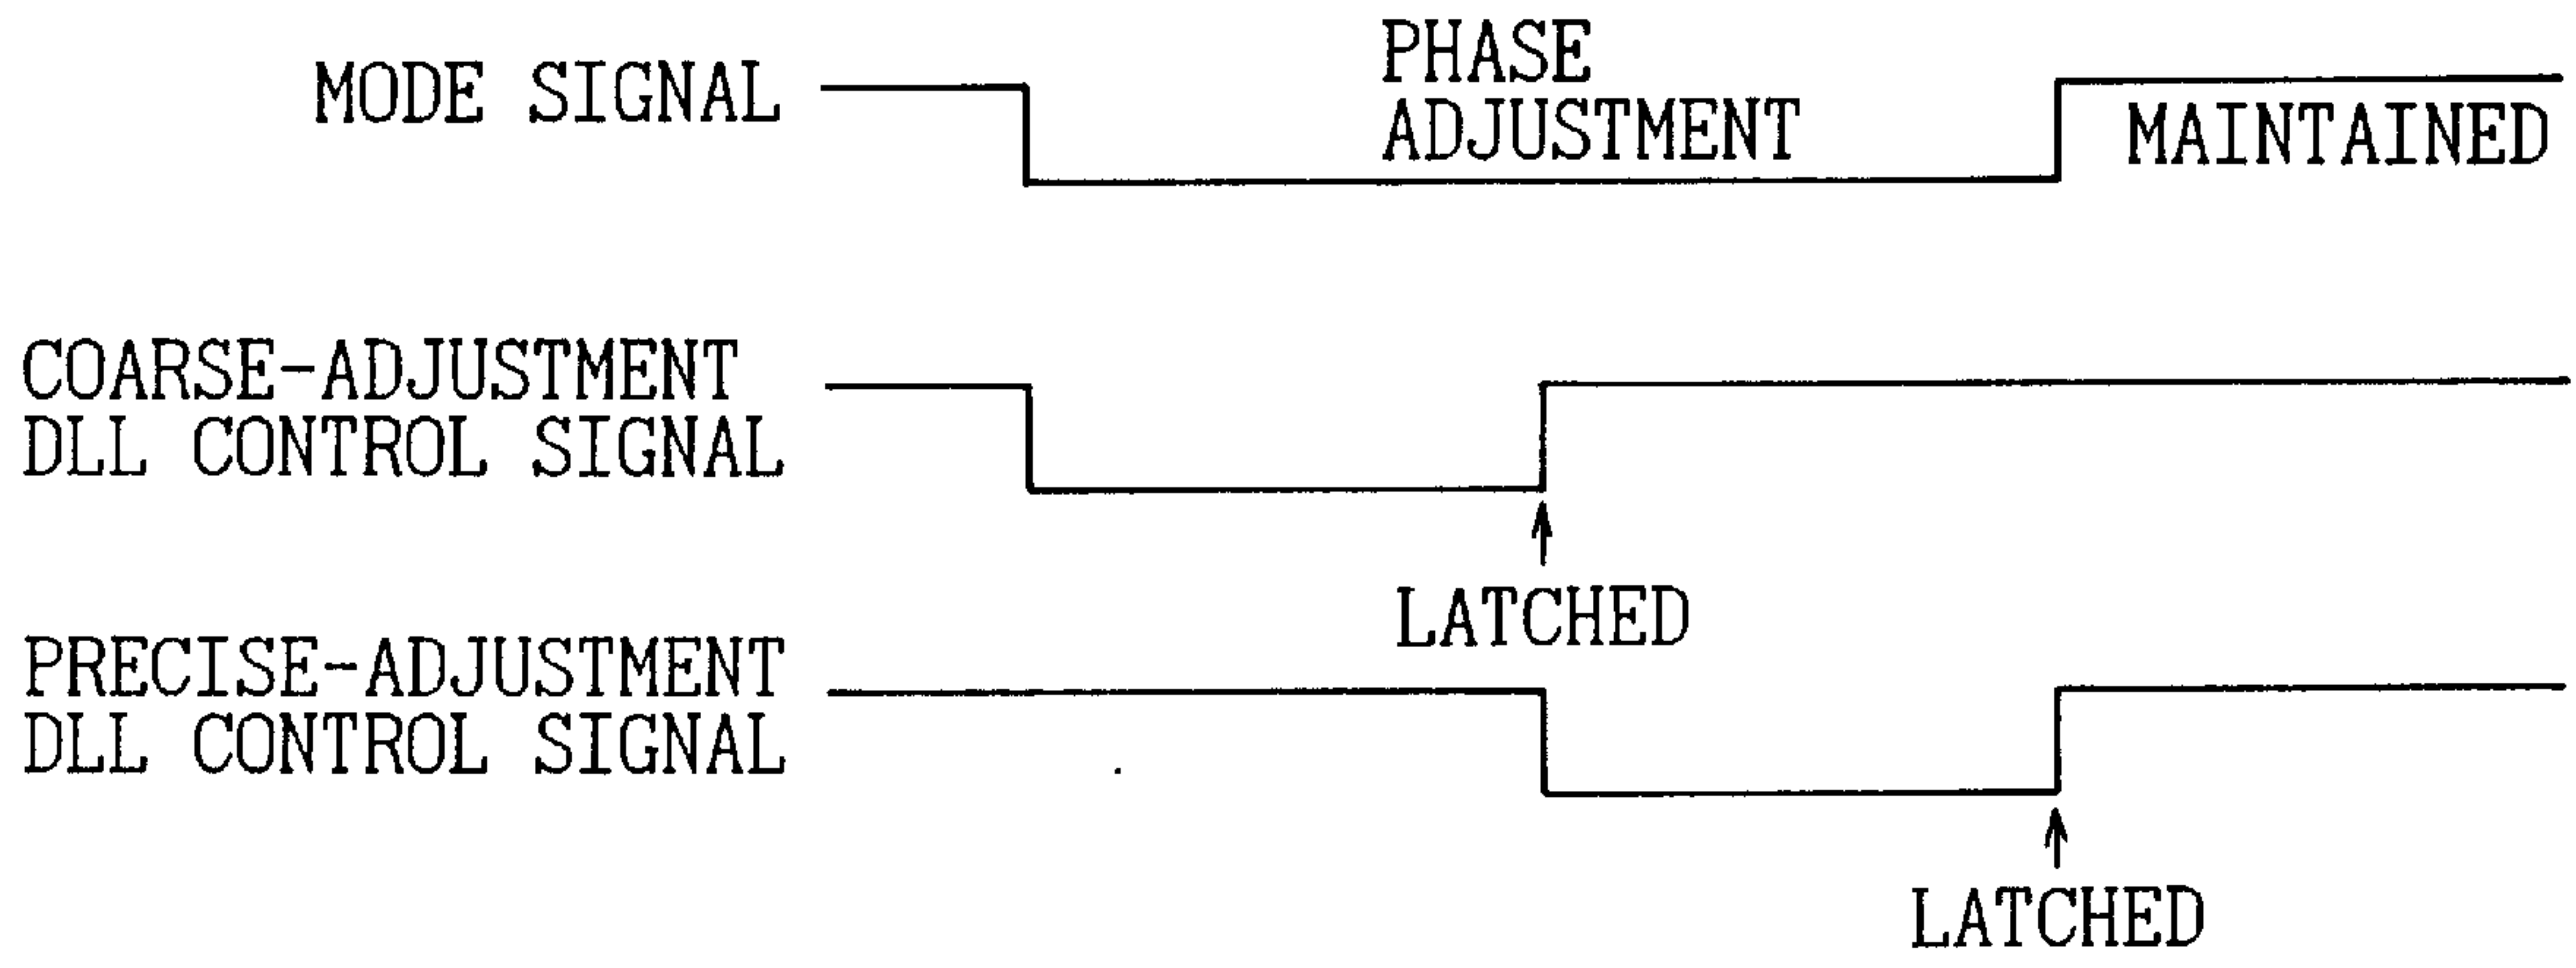 MODE SIGNAL
PHASE
ADJUSTMENT
MAINTAINED
COARSE-ADJUSTMENT
DLL CONTROL SIGNAL
LATCHED
PRECISE-ADJUSTMENT
DLL CONTROL SIGNAL
LATCHED